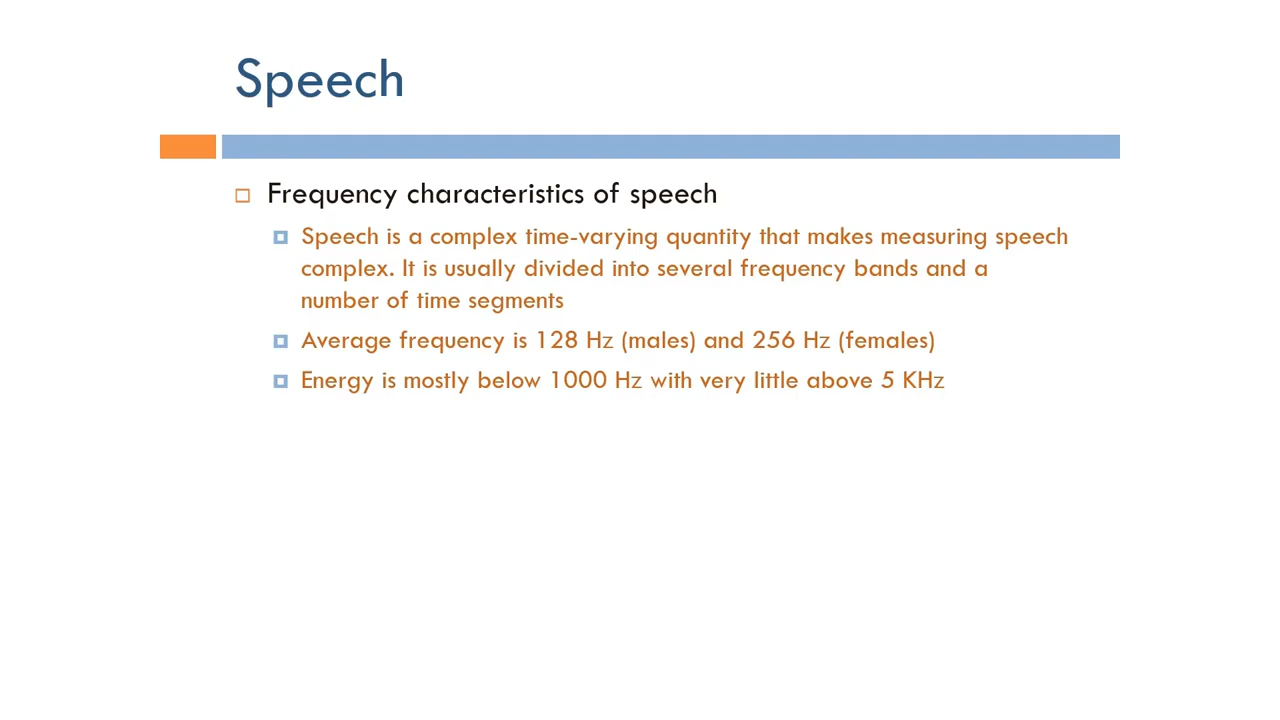 Speech
Frequency characteristics of speech
Speech is a complex time-varying quantity that makes measuring speech
complex. It is usually divided into several frequency bands and a
number of time segments
Average frequency is 128 Hz (males) and 256 Hz (females)
Energy is mostly below 1000 Hz with very little above 5 KHz